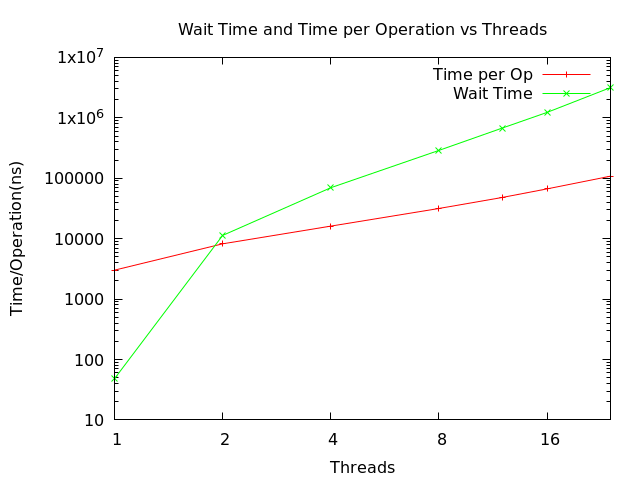 Wait Time and Time per Operation vs Threads
1x10^7
1x10^6
100000
10000
1000
100
10
Time/Operation(ns)
Time per Op
Wait Time
1 2 4 8 16
Threads